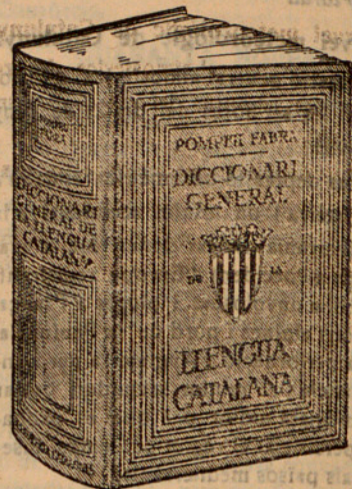 POMPEU FABRA
DICCIONARI
GENERAL
DE LA
LLENGUA
CATALANA
POMPEU
FABRA
DICCIONARI
GENERAL DE
LA LLENGUA
CATALANA